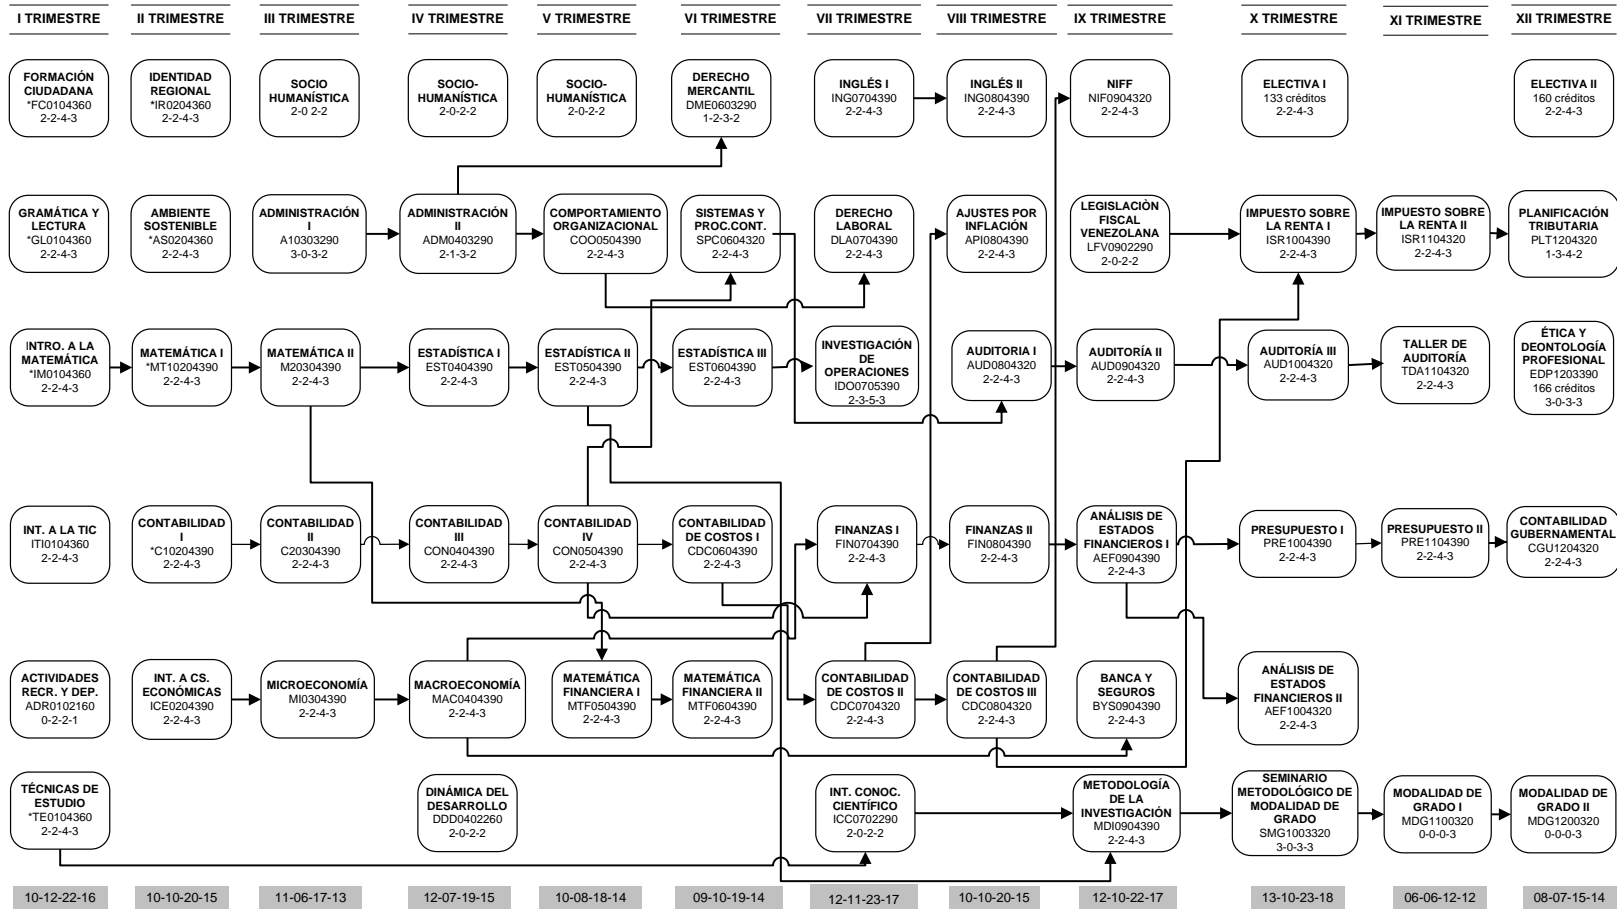 I TRIMESTRE
II TRIMESTRE
III TRIMESTRE
IV TRIMESTRE
V TRIMESTRE
VI TRIMESTRE
VII TRIMESTRE
VIII TRIMESTRE
IX TRIMESTRE
X TRIMESTRE
XI TRIMESTRE
XII TRIMESTRE
FORMACIÓN
CIUDADANA
*FC0104360
2-2-4-3
IDENTIDAD
REGIONAL
*IR0204360
2-2-4-3
SOCIO
HUMANÍSTICA
2-0 2-2
SOCIO-
HUMANÍSTICA
2-0-2-2
SOCIO-
HUMANÍSTICA
2-0-2-2
DERECHO
MERCANTIL
DME0603290
1-2-3-2
INGLÉS I
ING0704390
2-2-4-3
INGLÉS II
ING0804390
2-2-4-3
NIFF
NIF0904320
2-2-4-3
ELECTIVA I
133 créditos
2-2-4-3
ELECTIVA II
160 créditos
2-2-4-3
GRAMÁTICA Y
LECTURA
*GL0104360
2-2-4-3
AMBIENTE
SOSTENIBLE
*AS0204360
2-2-4-3
ADMINISTRACIÓN
I
A10303290
3-0-3-2
ADMINISTRACIÓN
II
ADM0403290
2-1-3-2
COMPORTAMIENTO
ORGANIZACIONAL
COO0504390
2-2-4-3
SISTEMAS Y
PROC.CONT.
SPC0604320
2-2-4-3
DERECHO
LABORAL
DLA0704390
2-2-4-3
AJUSTES POR
INFLACIÓN
API0804390
2-2-4-3
LEGISLACIÒN
FISCAL
VENEZOLANA
LFV0902290
2-0-2-2
IMPUESTO SOBRE
LA RENTA I
ISR1004390
2-2-4-3
IMPUESTO SOBRE
LA RENTA II
ISR1104320
2-2-4-3
PLANIFICACIÓN
TRIBUTARIA
PLT1204320
1-3-4-2
INTRO. A LA
MATEMÁTICA
*IM0104360
2-2-4-3
MATEMÁTICA I
*MT10204390
2-2-4-3
MATEMÁTICA II
M20304390
2-2-4-3
ESTADÍSTICA I
EST0404390
2-2-4-3
ESTADÍSTICA II
EST0504390
2-2-4-3
ESTADÍSTICA III
EST0604390
2-2-4-3
INVESTIGACIÓN
DE
OPERACIONES
IDO0705390
2-3-5-3
AUDITORIA I
AUD0804320
2-2-4-3
AUDITORÍA II
AUD0904320
2-2-4-3
AUDITORÍA III
AUD1004320
2-2-4-3
TALLER DE
AUDITORÍA
TDA1104320
2-2-4-3
ÉTICA Y
DEONTOLOGÍA
PROFESIONAL
EDP1203390
166 créditos
3-0-3-3
INT. A LA TIC
ITI0104360
2-2-4-3
CONTABILIDAD
I
*C10204390
2-2-4-3
CONTABILIDAD
II
C20304390
2-2-4-3
CONTABILIDAD
III
CON0404390
2-2-4-3
CONTABILIDAD
IV
CON0504390
2-2-4-3
CONTABILIDAD
DE COSTOS I
CDC0604390
2-2-4-3
FINANZAS I
FIN0704390
2-2-4-3
FINANZAS II
FIN0804390
2-2-4-3
ANÁLISIS DE
ESTADOS
FINANCIEROS I
AEF0904390
2-2-4-3
PRESUPUESTO I
PRE1004390
2-2-4-3
PRESUPUESTO II
PRE1104390
2-2-4-3
CONTABILIDAD
GUBERNAMENTAL
CGU1204320
2-2-4-3
ACTIVIDADES
RECR. Y DEP.
ADR0102160
0-2-2-1
INT. A CS.
ECONÓMICAS
ICE0204390
2-2-4-3
MICROECONOMÍA
MI0304390
2-2-4-3
MACROECONOMÍA
MAC0404390
2-2-4-3
MATEMÁTICA
FINANCIERA I
MTF0504390
2-2-4-3
MATEMÁTICA
FINANCIERA II
MTF0604390
2-2-4-3
CONTABILIDAD
DE COSTOS II
CDC0704320
2-2-4-3
CONTABILIDAD
DE COSTOS III
CDC0804320
2-2-4-3
BANCA Y
SEGUROS
BYS0904390
2-2-4-3
ANÁLISIS DE
ESTADOS
FINANCIEROS II
AEF1004320
2-2-4-3
TÉCNICAS DE
ESTUDIO
*TE0104360
2-2-4-3
DINÁMICA DEL
DESARROLLO
DDD0402260
2-0-2-2
INT. CONOC.
CIENTÍFICO
ICC0702290
2-0-2-2
METODOLOGÍA
DE LA
INVESTIGACIÓN
MDI0904390
2-2-4-3
SEMINARIO
METODOLÓGICO DE
MODALIDAD DE
GRADO
SMG1003320
3-0-3-3
MODALIDAD DE
GRADO I
MDG1100320
0-0-0-3
MODALIDAD DE
GRADO II
MDG1200320
0-0-0-3
10-12-22-16
10-10-20-15
11-06-17-13
12-07-19-15
10-08-18-14
09-10-19-14
12-11-23-17
10-10-20-15
12-10-22-17
13-10-23-18
06-06-12-12
08-07-15-14